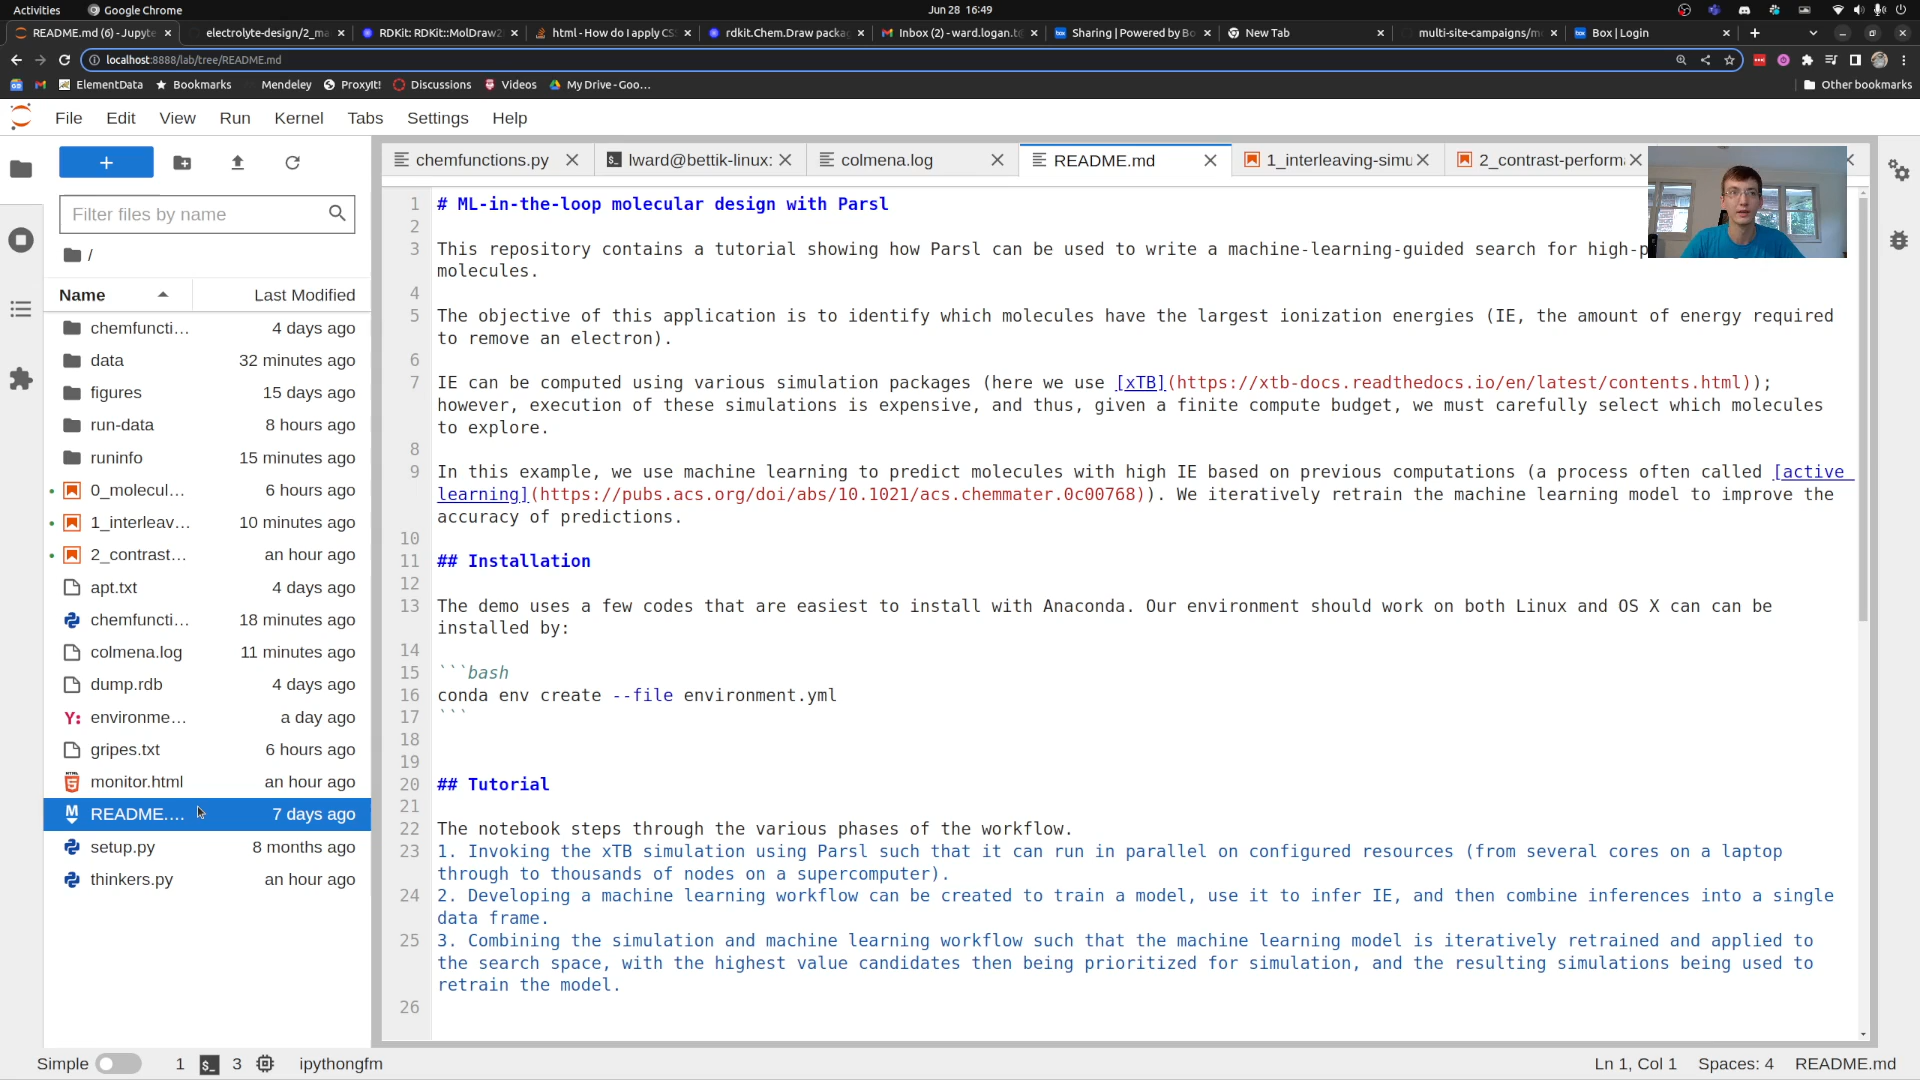 Activities Google Chrome Jun 28 16:49
README.md (6) - Jupyte electrolyte-design/2_ma RDKit: RDKit::MolDraw2 html - How do I apply CS rdkit.Chem.Draw packag Inbox (2) - ward.logan.t@ Sharing | Powered by Bo New Tab multi-site-campaigns/m Box | Login
localhost:8888/lab/tree/README.md
ElementData Bookmarks Mendeley ProxyIt! Discussions Videos My Drive - Goo... Other bookmarks
File Edit View Run Kernel Tabs Settings Help
chemfunctions.py lward@bettik-linux: colmena.log README.md 1_interleaving-simu 2_contrast-perform
Filter files by name
/
Name Last Modified
chemfuncti... 4 days ago
data 32 minutes ago
figures 15 days ago
run-data 8 hours ago
runinfo 15 minutes ago
0_molecul... 6 hours ago
1_interleav... 10 minutes ago
2_contrast... an hour ago
apt.txt 4 days ago
chemfuncti... 18 minutes ago
colmena.log 11 minutes ago
dump.rdb 4 days ago
environme... a day ago
gripes.txt 6 hours ago
monitor.html an hour ago
README.... 7 days ago
setup.py 8 months ago
thinkers.py an hour ago
1 # ML-in-the-loop molecular design with Parsl
2
3 This repository contains a tutorial showing how Parsl can be used to write a machine-learning-guided search for high-p
molecules.
4
5 The objective of this application is to identify which molecules have the largest ionization energies (IE, the amount of energy required
to remove an electron).
6
7 IE can be computed using various simulation packages (here we use [xTB](https://xtb-docs.readthedocs.io/en/latest/contents.html));
however, execution of these simulations is expensive, and thus, given a finite compute budget, we must carefully select which molecules
to explore.
8
9 In this example, we use machine learning to predict molecules with high IE based on previous computations (a process often called [active
learning](https://pubs.acs.org/doi/abs/10.1021/acs.chemmater.0c00768)). We iteratively retrain the machine learning model to improve the
accuracy of predictions.
10
11 ## Installation
12
13 The demo uses a few codes that are easiest to install with Anaconda. Our environment should work on both Linux and OS X can can be
installed by:
14
15 ```bash
16 conda env create --file environment.yml
17 ```
18
19
20 ## Tutorial
21
22 The notebook steps through the various phases of the workflow.
23 1. Invoking the xTB simulation using Parsl such that it can run in parallel on configured resources (from several cores on a laptop
through to thousands of nodes on a supercomputer).
24 2. Developing a machine learning workflow can be created to train a model, use it to infer IE, and then combine inferences into a single
data frame.
25 3. Combining the simulation and machine learning workflow such that the machine learning model is iteratively retrained and applied to
the search space, with the highest value candidates then being prioritized for simulation, and the resulting simulations being used to
retrain the model.
26
Simple 1 3 ipythongfm Ln 1, Col 1 Spaces: 4 README.md